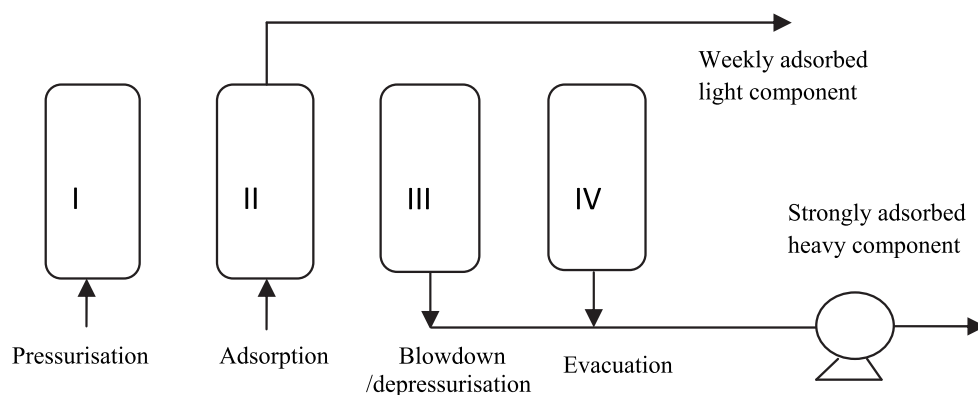 Weekly adsorbed
light component
I
II
III
IV
Strongly adsorbed
heavy component
Pressurisation
Adsorption
Blowdown
/depressurisation
Evacuation